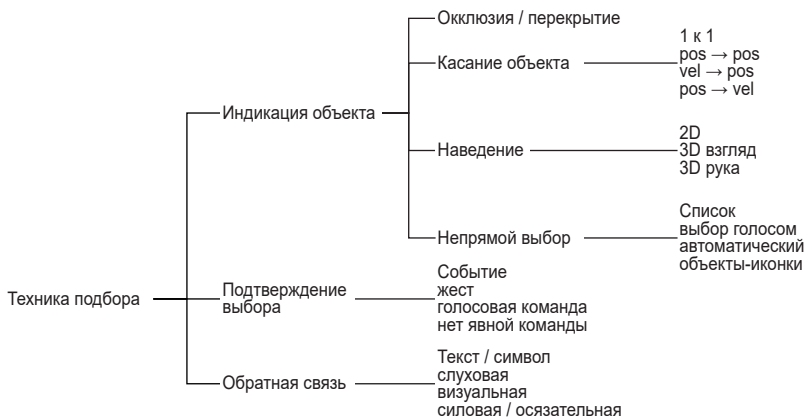 Окклюзия / перекрытие
Касание объекта
1 к 1
pos → pos
vel → pos
pos → vel
Индикация объекта
Наведение
2D
3D взгляд
3D рука
Непрямой выбор
Список
выбор голосом
автоматический
объекты-иконки
Техника подбора
Подтверждение
выбора
Событие
жест
голосовая команда
нет явной команды
Обратная связь
Текст / символ
слуховая
визуальная
силовая / осязательная